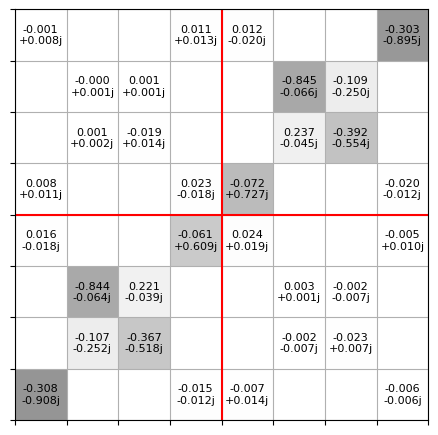 -0.001 0.011 0.012 -0.303
+0.008j +0.013j -0.020j -0.895j
-0.000 0.001 -0.845 -0.109
+0.001j +0.001j -0.066j -0.250j
0.001 -0.019 0.237 -0.392
+0.002j +0.014j -0.045j -0.554j
0.008 0.023 -0.072 -0.020
+0.011j -0.018j +0.727j -0.012j
0.016 -0.061 0.024 -0.005
-0.018j +0.609j +0.019j +0.010j
-0.844 0.221 0.003 -0.002
-0.064j -0.039j +0.001j -0.007j
-0.107 -0.367 -0.002 -0.023
-0.252j -0.518j -0.007j +0.007j
-0.308 -0.015 -0.007 -0.006
-0.908j -0.012j +0.014j -0.006j